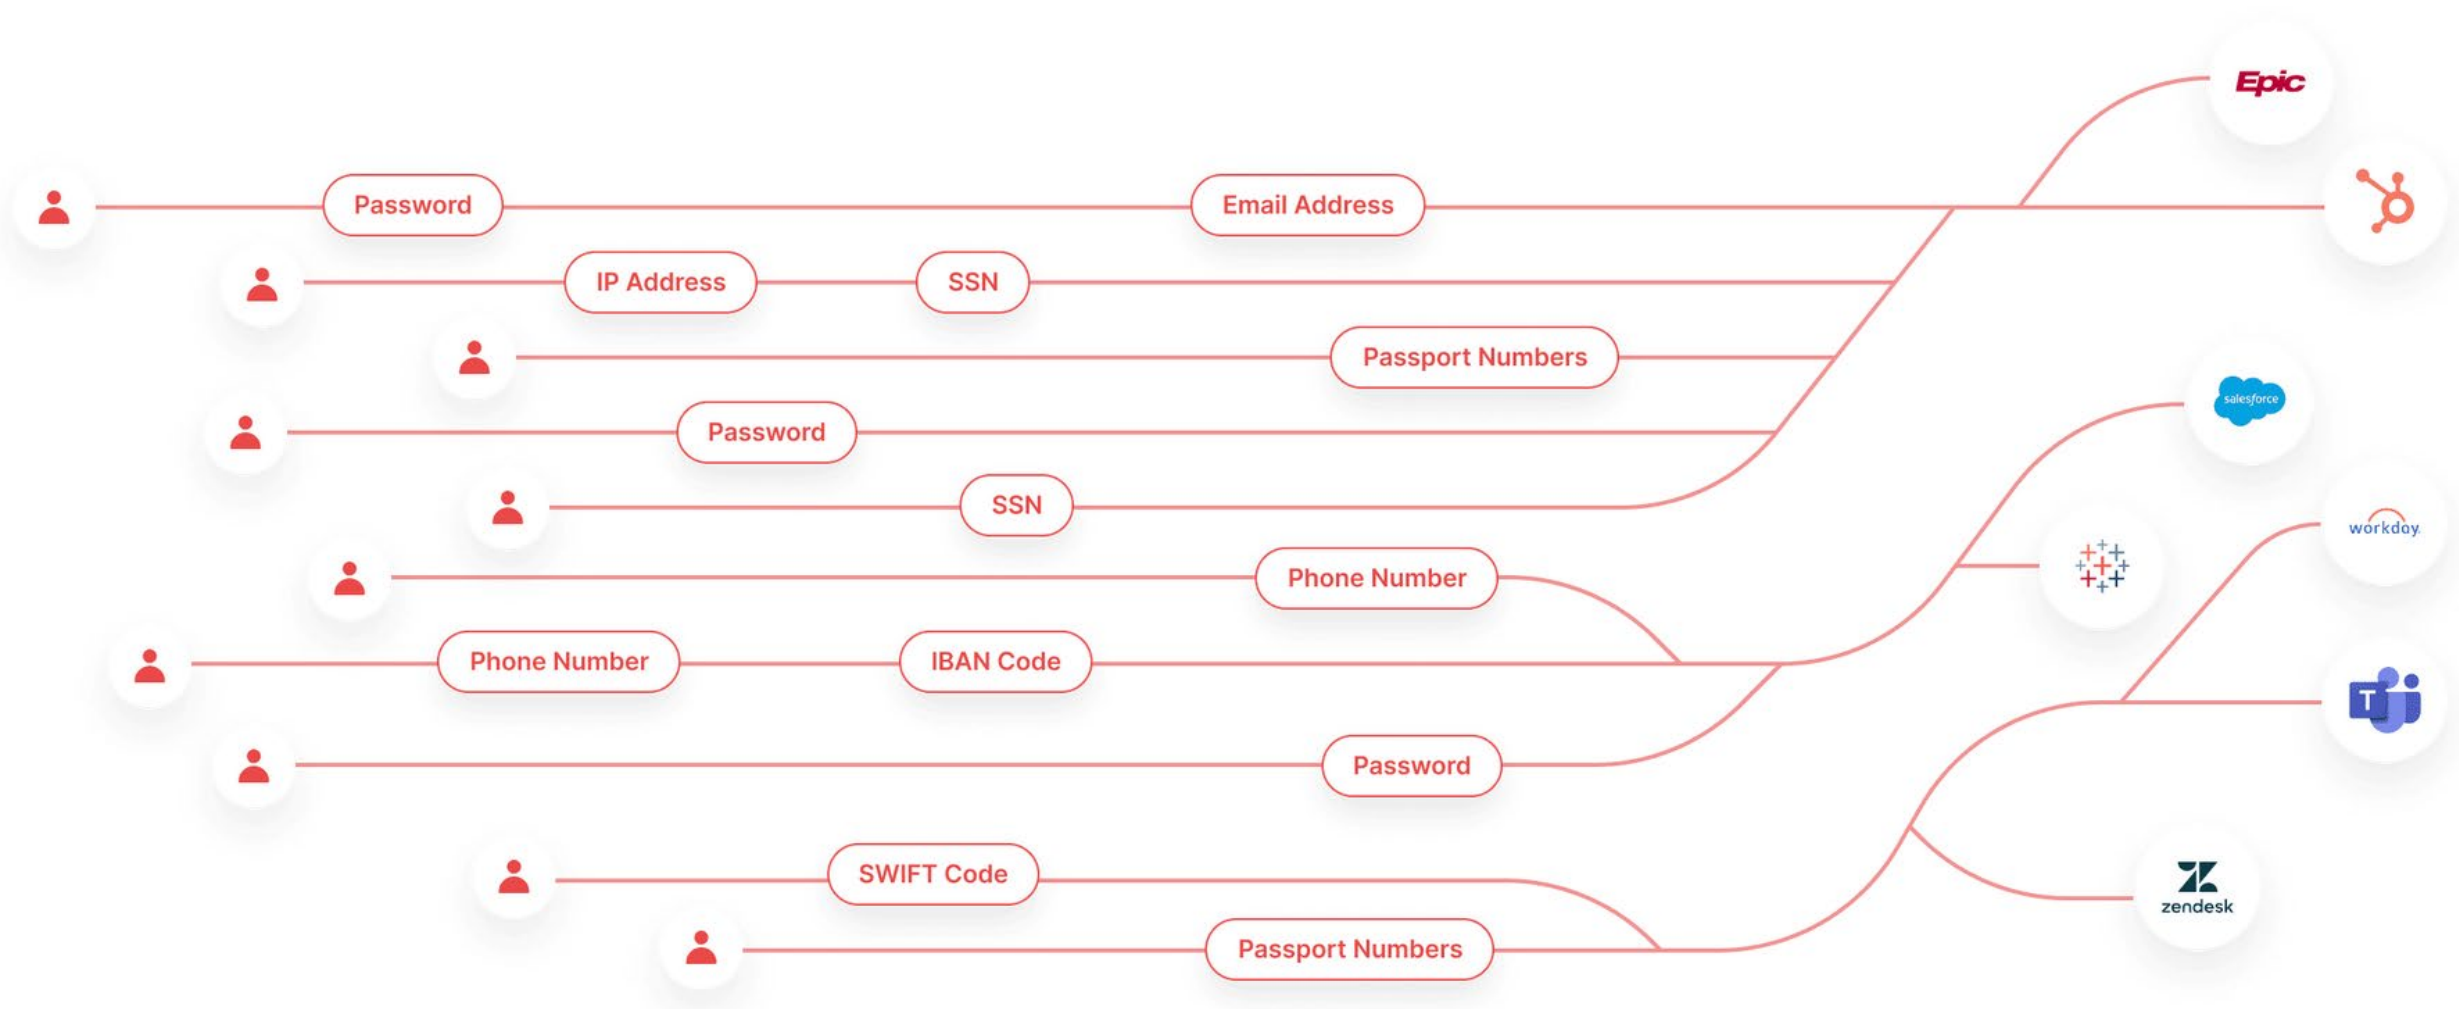 Epic
Password
Email Address
IP Address
SSN
Passport Numbers
salesforce
Password
SSN
workday.
Phone Number
Phone Number
IBAN Code
T
Password
SWIFT Code
zendesk
Passport Numbers